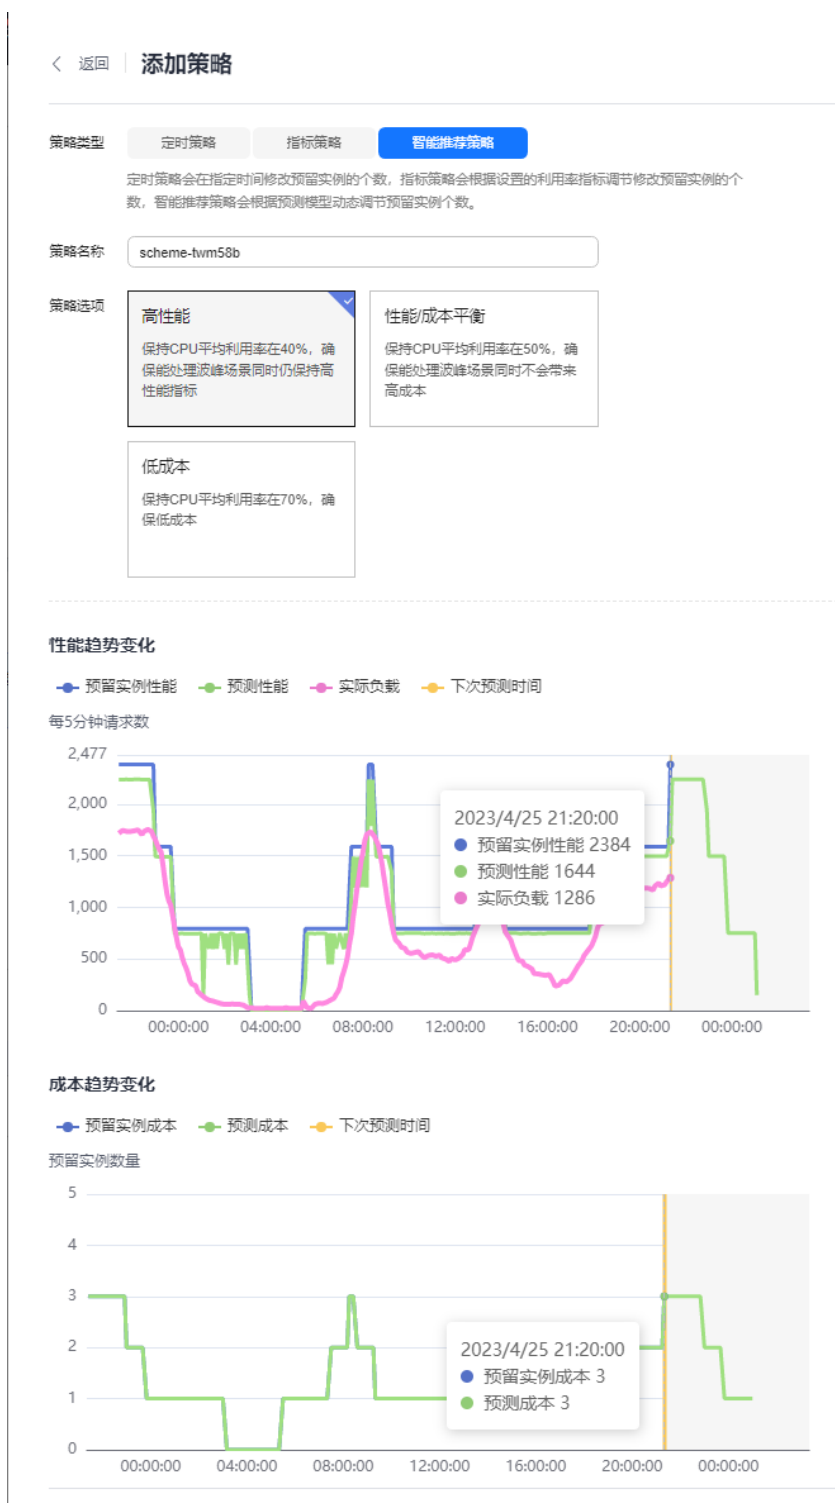 返回 添加策略
策略类型 定时策略 指标策略 智能推荐策略
定时策略会在指定时间修改预留实例的个数，指标策略会根据设置的利用率指标调节修改预留实例的个
数，智能推荐策略会根据预测模型动态调节预留实例个数。
策略名称 scheme-twm58b
策略选项
高性能
保持CPU平均利用率在40%，确
保能处理波峰场景同时仍保持高
性能指标
性能/成本平衡
保持CPU平均利用率在50%，确
保能处理波峰场景同时不会带来
高成本
低成本
保持CPU平均利用率在70%，确
保低成本
性能趋势变化
预留实例性能 预测性能 实际负载 下次预测时间
每5分钟请求数
2,477
2,000
1,500
1,000
500
0
2023/4/25 21:20:00
预留实例性能 2384
预测性能 1644
实际负载 1286
00:00:00 04:00:00 08:00:00 12:00:00 16:00:00 20:00:00 00:00:00
成本趋势变化
预留实例成本 预测成本 下次预测时间
预留实例数量
5
4
3
2
1
0
2023/4/25 21:20:00
预留实例成本 3
预测成本 3
00:00:00 04:00:00 08:00:00 12:00:00 16:00:00 20:00:00 00:00:00